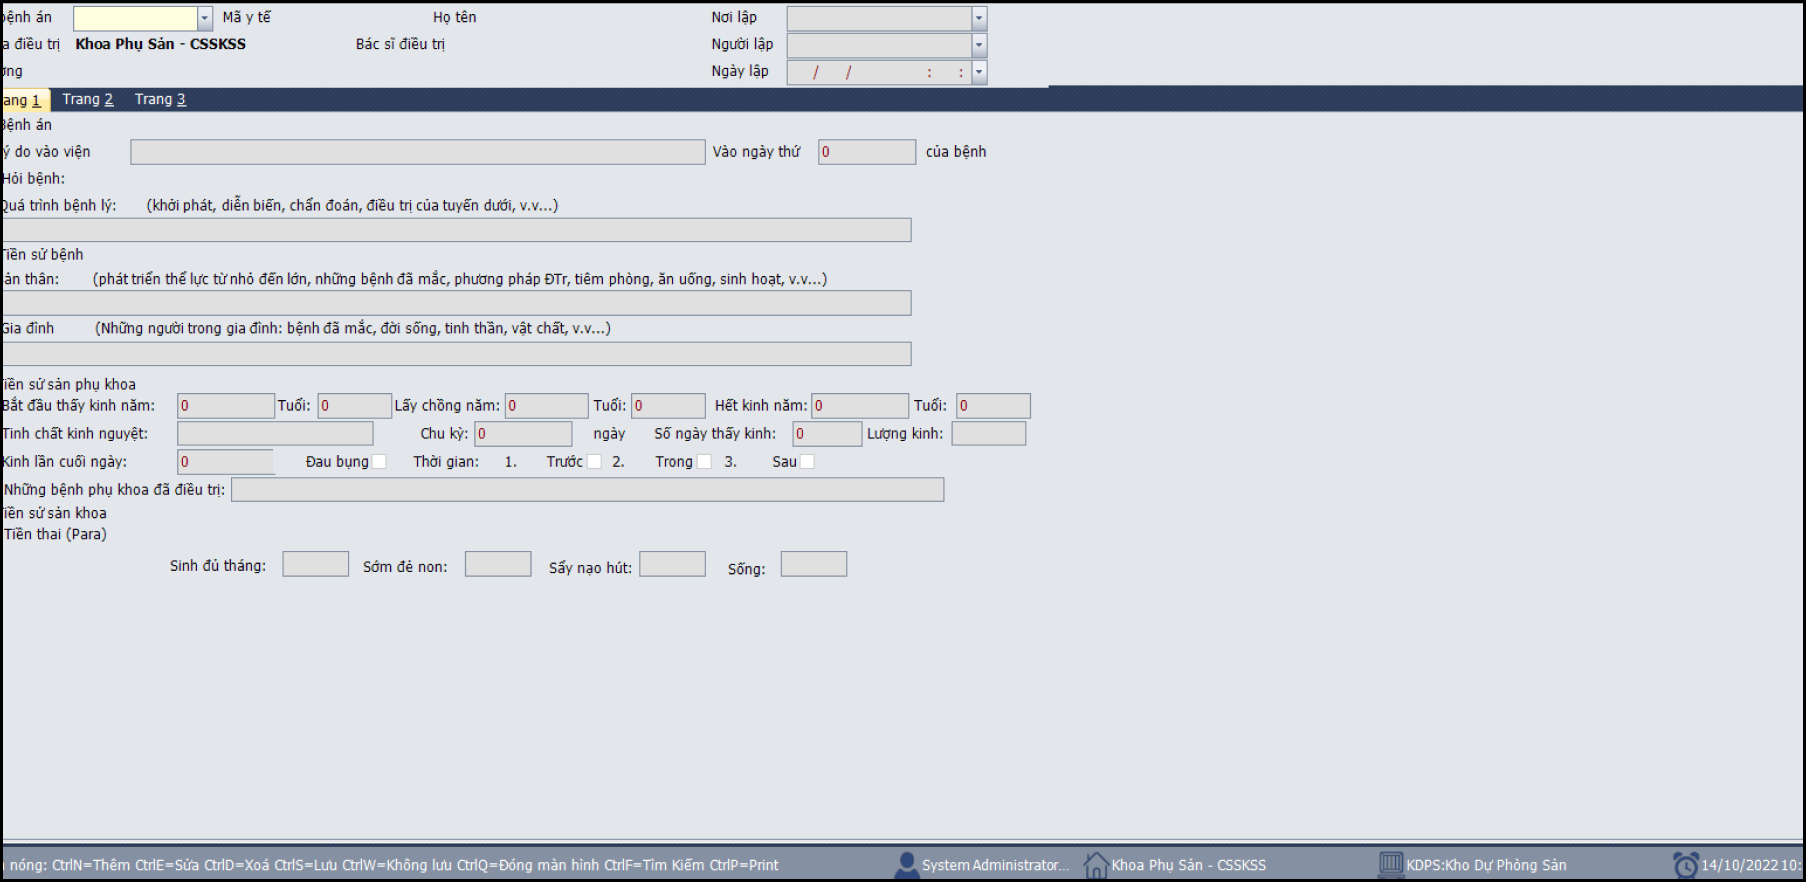 bệnh án Mã y tế Họ tên Nơi lập
a điều trị Khoa Phụ Sản - CSSKSS Bác sĩ điều trị Người lập
Ngày lập / / : :
ang 1 Trang 2 Trang 3
Bệnh án
ý do vào viện Vào ngày thứ 0 của bệnh
Hỏi bệnh:
Quá trình bệnh lý: (khởi phát, diễn biến, chẩn đoán, điều trị của tuyến dưới, v.v...)
Tiền sử bệnh
ản thân: (phát triển thể lực từ nhỏ đến lớn, những bệnh đã mắc, phương pháp ĐTr, tiêm phòng, ăn uống, sinh hoạt, v.v...)
Gia đình (Những người trong gia đình: bệnh đã mắc, đời sống, tinh thần, vật chất, v.v...)
iền sử sản phụ khoa
Bắt đầu thấy kinh năm: 0 Tuổi: 0 Lấy chồng năm: 0 Tuổi: 0 Hết kinh năm: 0 Tuổi: 0
Tính chất kinh nguyệt: Chu kỳ: 0 ngày Số ngày thấy kinh: 0 Lượng kinh:
Kinh lần cuối ngày: 0 Đau bụng Thời gian: 1. Trước 2. Trong 3. Sau
Những bệnh phụ khoa đã điều trị:
iền sử sản khoa
Tiền thai (Para)
Sinh đủ tháng: Sớm đẻ non: Sẩy nạo hút: Sống:
nóng: CtrlN=Thêm CtrlE=Sửa CtrlD=Xoá CtrlS=Lưu CtrlW=Không lưu CtrlQ=Đóng màn hình CtrlF=Tìm Kiếm CtrlP=Print System Administrator... Khoa Phụ Sản - CSSKSS KDPS:Kho Dự Phòng Sản 14/10/2022 10: